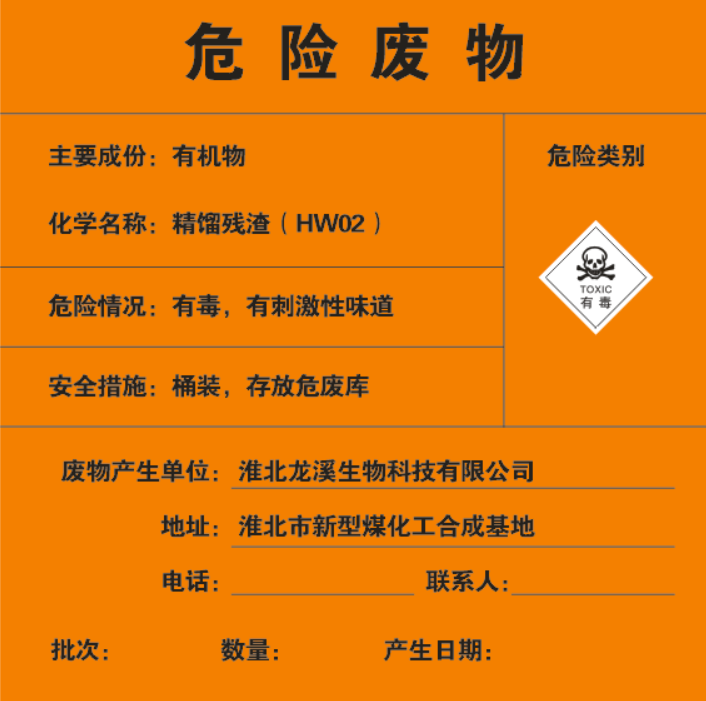 危险废物
主要成份：有机物
化学名称：精馏残渣（HW02）
危险情况：有毒，有刺激性味道
安全措施：桶装，存放危废库
危险类别
TOXIC
有毒
废物产生单位：淮北龙溪生物科技有限公司
地址：淮北市新型煤化工合成基地
电话： 联系人：
批次： 数量： 产生日期：